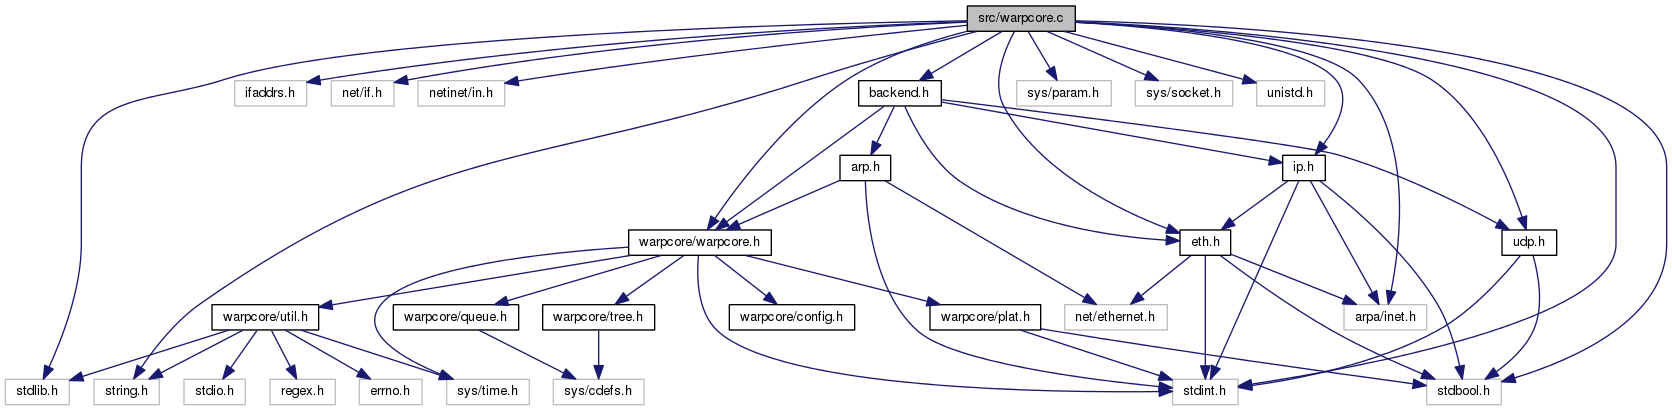 src/warpcore.c
ifaddrs.h
net/if.h
netinet/in.h
backend.h
sys/param.h
sys/socket.h
unistd.h
arp.h
ip.h
warpcore/warpcore.h
eth.h
udp.h
warpcore/util.h
warpcore/queue.h
warpcore/tree.h
warpcore/config.h
warpcore/plat.h
net/ethernet.h
arpa/inet.h
stdlib.h
string.h
stdio.h
regex.h
errno.h
sys/time.h
sys/cdefs.h
stdint.h
stdbool.h